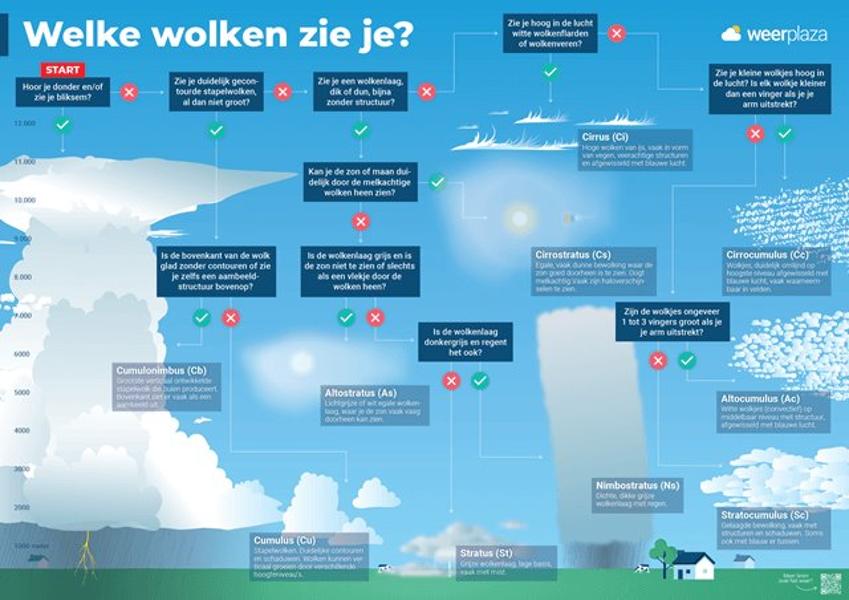 Welke wolken zie je?
weerplaza
START
Hoor je donder en/of
zie je bliksem?
Zie je duidelijk gecon-
tourde stapelwolken,
al dan niet groot?
Zie je een wolkenlaag,
dik of dun, bijna
zonder structuur?
Zie je hoog in de lucht
witte wolkenflarden
of wolkenveren?
Zie je kleine wolkjes hoog in
de lucht? Is elk wolkje kleiner
dan een vinger als je je
arm uitstrekt?
Kan je de zon of maan dui-
delijk door de melkachtige
wolken heen zien?
Is de bovenkant van de wolk
glad zonder contouren of zie
je zelfs een aambeeld-
structuur bovenop?
Is de wolkenlaag grijs en is
de zon niet te zien of slechts
als een vlekje door de
wolken heen?
Is de wolkenlaag
donkergrijs en regent
het ook?
Zijn de wolkjes ongeveer
1 tot 3 vingers groot als je
je arm uitstrekt?
12.000
11.000
10.000
9.000
8.000
7.000
6000
5000
4000
3000
2000
1000 meter
Cirrus (Ci)
Hoge wolken van ijs, vaak in vorm
van vegen, veerachtige structuren
en afgewisseld met blauwe lucht.
Cirrostratus (Cs)
Egale, vaak dunne bewolking waar de
zon goed doorheen is te zien. Oogt
melkachtig. Vaak zijn haloverschijn-
selen te zien.
Cirrocumulus (Cc)
Wolkjes, duidelijk omlijnd op
hoogste niveau afgewisseld met
blauwe lucht, vaak waarneem-
baar in velden.
Cumulonimbus (Cb)
Grootste verticaal ontwikkelde
stapelwolk die buien produceert.
Bovenkant ziet er vaak als een
aambeeld uit.
Altostratus (As)
Lichtgrijze of wit egale wolken-
laag, waar je de zon vaak vaag
doorheen kan zien.
Altocumulus (Ac)
Witte wolkjes (convectief) op
middelbaar niveau met structuur,
afgewisseld met blauwe lucht.
Nimbostratus (Ns)
Dichte, dikke grijze
wolkenlaag met regen.
Stratocumulus (Sc)
Gelaagde bewolking, vaak met
structuren en schaduwen. Soms
ook met blauw er tussen.
Cumulus (Cu)
Stapelwolken. Duidelijke contouren
en schaduwen. Wolken kunnen ver-
ticaal groeien door verschillende
hoogteniveau's.
Stratus (St)
Grijze wolkenlaag, lage basis,
vaak met mist.
Meer leren
over het weer?